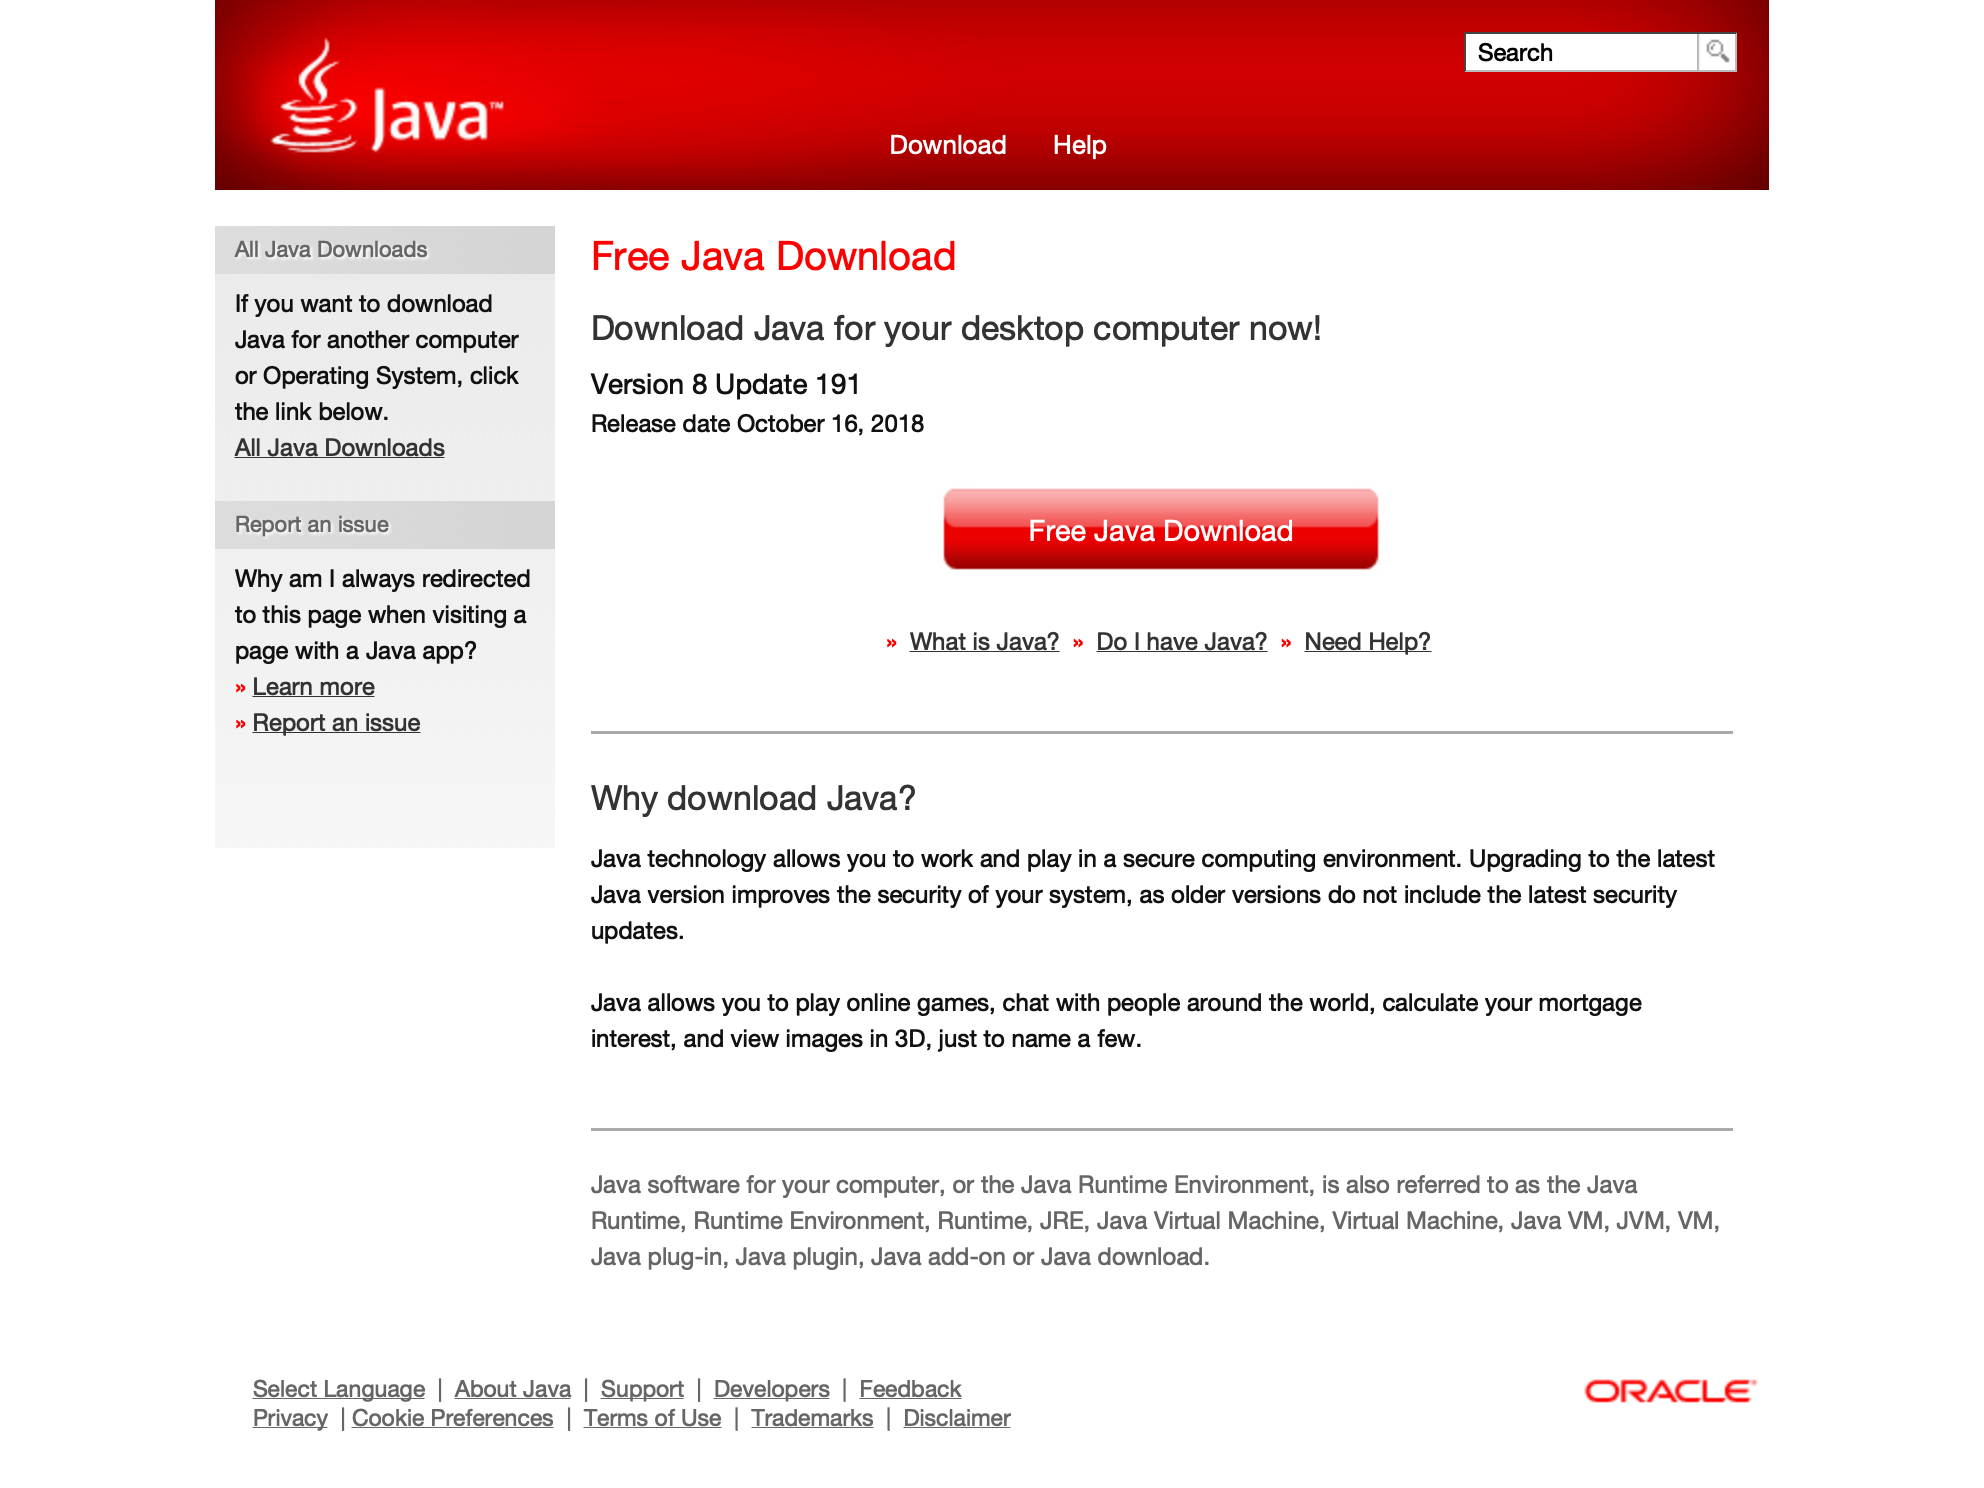 Java™
Search
Download Help
All Java Downloads
If you want to download
Java for another computer
or Operating System, click
the link below.
All Java Downloads
Report an issue
Why am I always redirected
to this page when visiting a
page with a Java app?
» Learn more
» Report an issue
Free Java Download
Download Java for your desktop computer now!
Version 8 Update 191
Release date October 16, 2018
Free Java Download
» What is Java? » Do I have Java? » Need Help?
Why download Java?
Java technology allows you to work and play in a secure computing environment. Upgrading to the latest
Java version improves the security of your system, as older versions do not include the latest security
updates.
Java allows you to play online games, chat with people around the world, calculate your mortgage
interest, and view images in 3D, just to name a few.
Java software for your computer, or the Java Runtime Environment, is also referred to as the Java
Runtime, Runtime Environment, Runtime, JRE, Java Virtual Machine, Virtual Machine, Java VM, JVM, VM,
Java plug-in, Java plugin, Java add-on or Java download.
Select Language | About Java | Support | Developers | Feedback
Privacy | Cookie Preferences | Terms of Use | Trademarks | Disclaimer
ORACLE